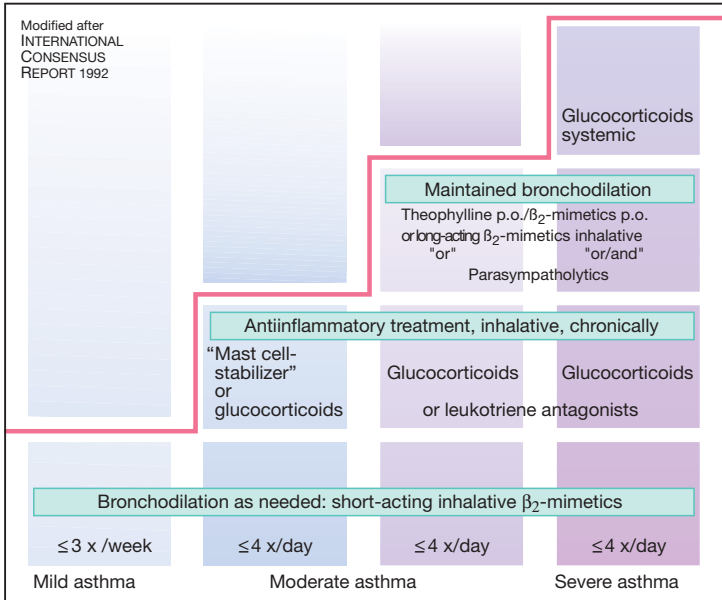 Modified after
INTERNATIONAL
CONSENSUS
REPORT 1992
Glucocorticoids
systemic
Maintained bronchodilation
Theophylline p.o./ß2-mimetics p.o.
or long-acting ß2-mimetics inhalative
"or" "or/and"
Parasympatholytics
Antiinflammatory treatment, inhalative, chronically
“Mast cell-
stabilizer”
or
glucocorticoids
Glucocorticoids Glucocorticoids
or leukotriene antagonists
Bronchodilation as needed: short-acting inhalative β2-mimetics
≤3 x /week ≤4 x/day ≤4 x/day ≤4 x/day
Mild asthma Moderate asthma Severe asthma